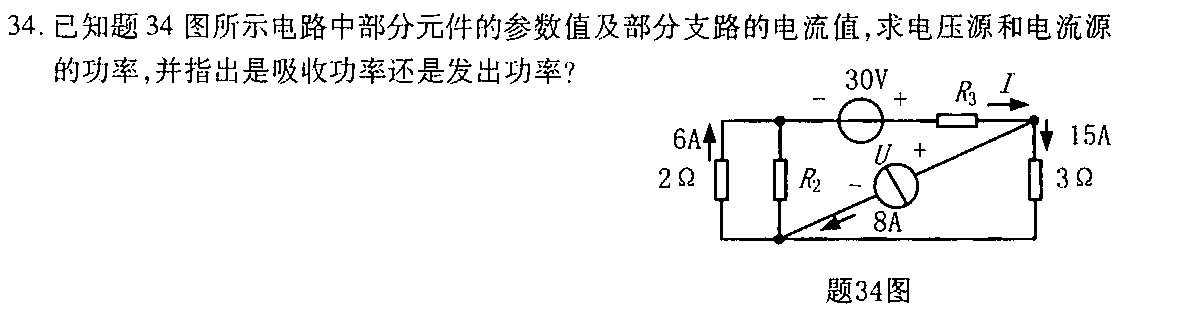 34. 已知题 34 图所示电路中部分元件的参数值及部分支路的电流值,求电压源和电流源
的功率,并指出是吸收功率还是发出功率?
30V
- + R₃ I
6A 15A
U +
2Ω R₂ - 3Ω
8A
题34图